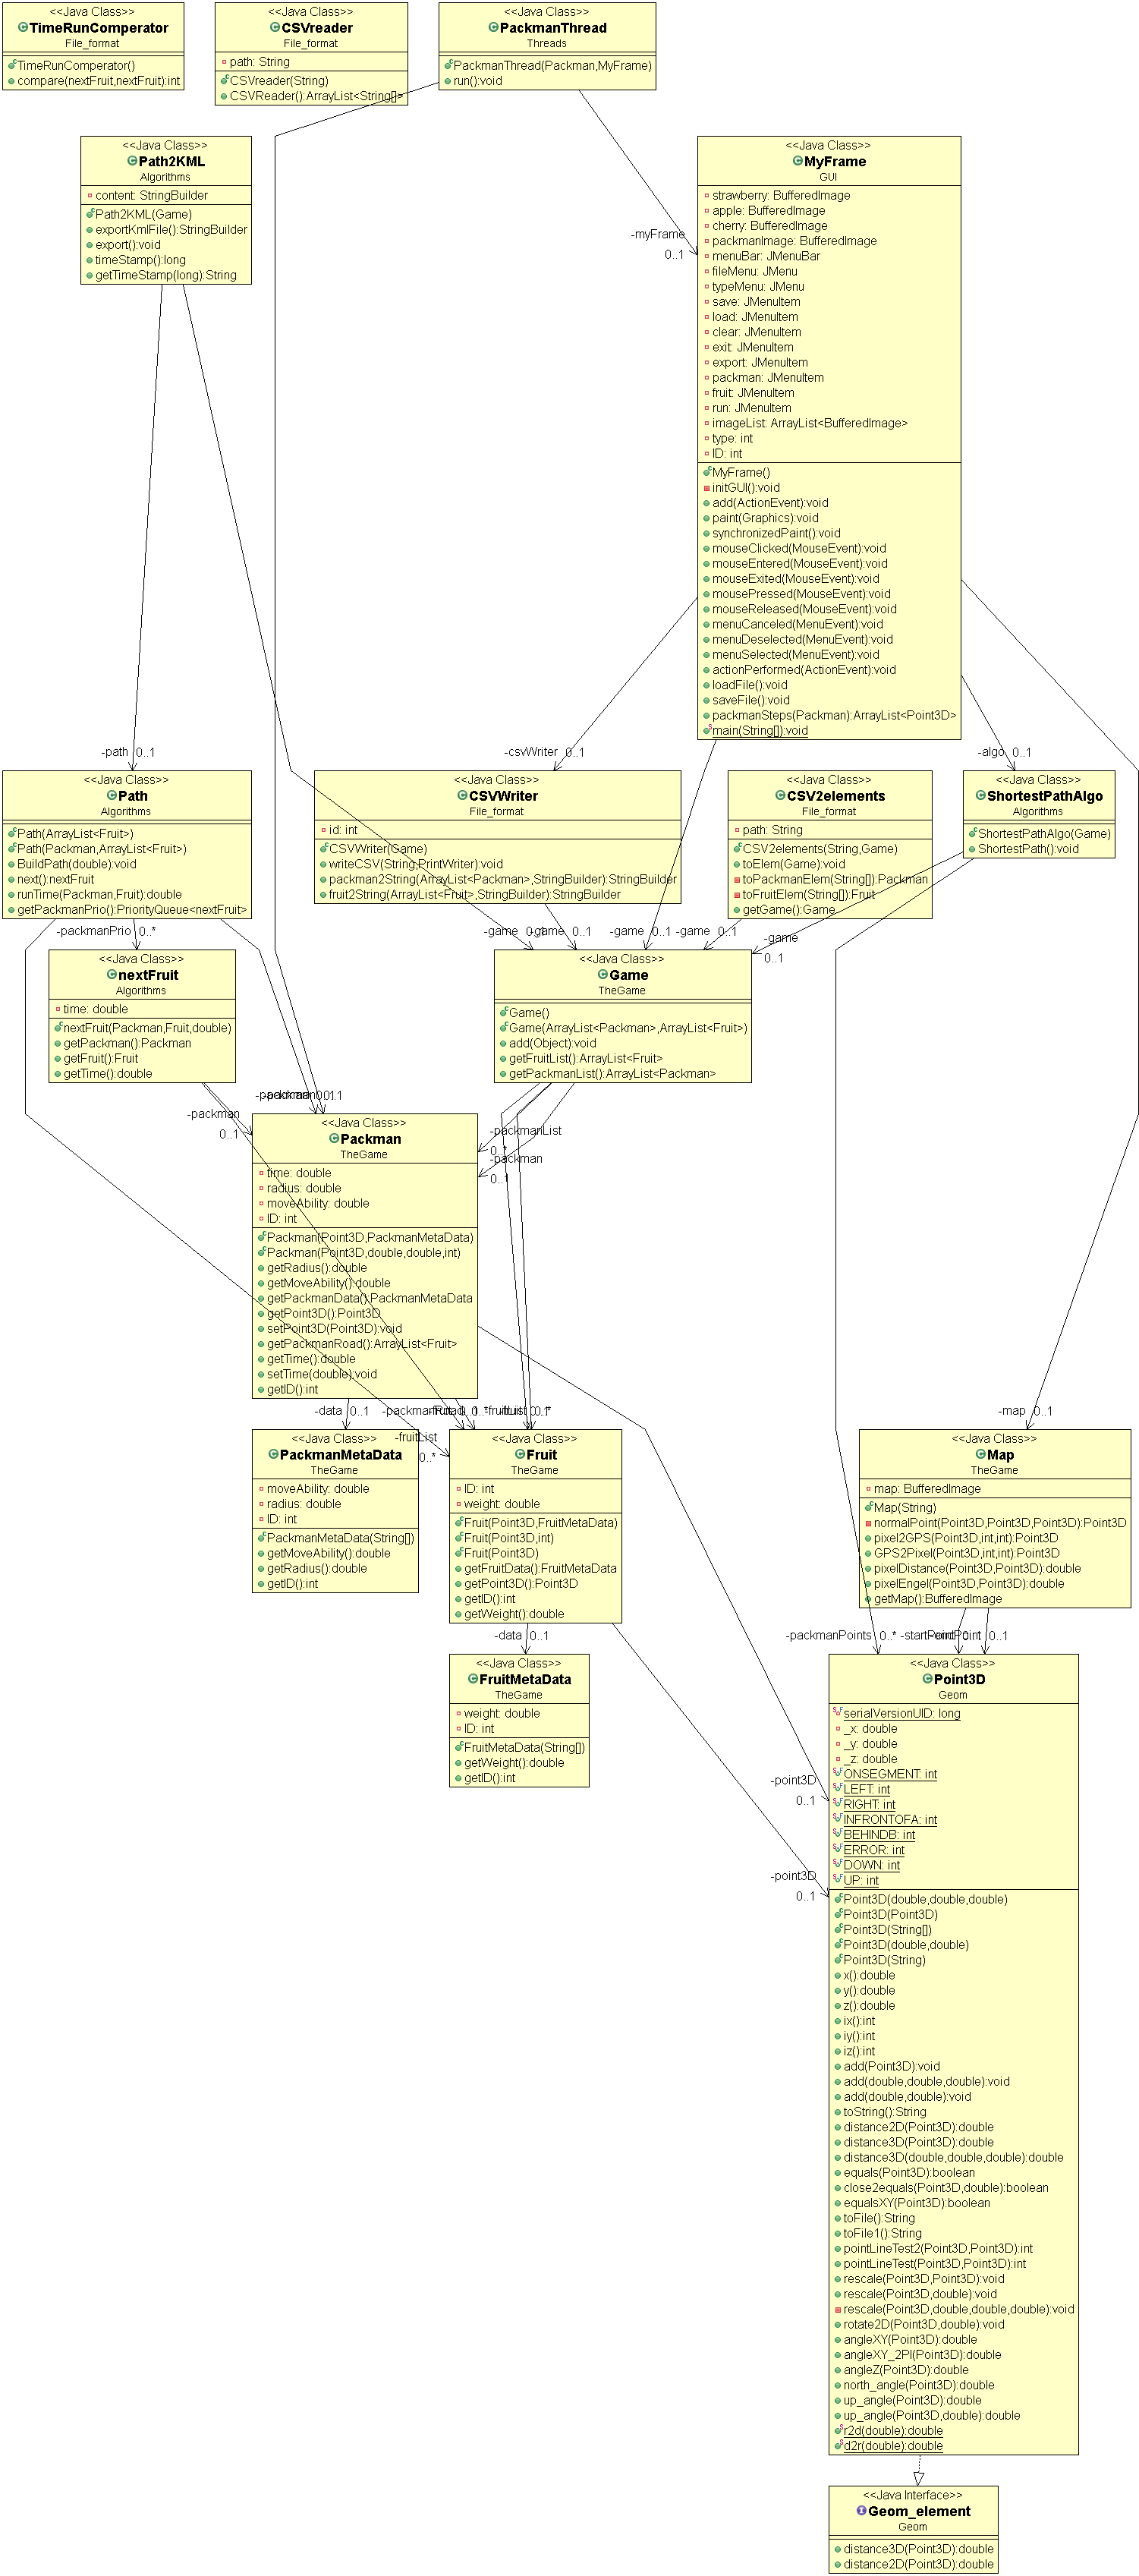 <<Java Class>>
TimeRunComperator
File_format
TimeRunComperator()
compare(nextFruit,nextFruit):int
<<Java Class>>
CSVreader
File_format
path: String
CSVreader(String)
CSVReader():ArrayList<String[]>
<<Java Class>>
PackmanThread
Threads
PackmanThread(Packman,MyFrame)
run():void
<<Java Class>>
Path2KML
Algorithms
content: StringBuilder
Path2KML(Game)
exportKmlFile():StringBuilder
export():void
timeStamp():long
getTimeStamp(long):String
-myFrame
0..1
<<Java Class>>
MyFrame
GUI
strawberry: BufferedImage
apple: BufferedImage
cherry: BufferedImage
packmanImage: BufferedImage
menuBar: JMenuBar
fileMenu: JMenu
typeMenu: JMenu
save: JMenuItem
load: JMenuItem
clear: JMenuItem
exit: JMenuItem
export: JMenuItem
packman: JMenuItem
fruit: JMenuItem
run: JMenuItem
imageList: ArrayList<BufferedImage>
type: int
ID: int
MyFrame()
initGUI():void
add(ActionEvent):void
paint(Graphics):void
synchronizedPaint():void
mouseClicked(MouseEvent):void
mouseEntered(MouseEvent):void
mouseExited(MouseEvent):void
mousePressed(MouseEvent):void
mouseReleased(MouseEvent):void
menuCanceled(MenuEvent):void
menuDeselected(MenuEvent):void
menuSelected(MenuEvent):void
actionPerformed(ActionEvent):void
loadFile():void
saveFile():void
packmanSteps(Packman):ArrayList<Point3D>
main(String[]):void
-path 0..1
-csvWriter 0..1
-algo 0..1
<<Java Class>>
Path
Algorithms
Path(ArrayList<Fruit>)
Path(Packman,ArrayList<Fruit>)
BuildPath(double):void
next():nextFruit
runTime(Packman,Fruit):double
getPackmanPrio():PriorityQueue<nextFruit>
<<Java Class>>
CSVWriter
File_format
id: int
CSVWriter(Game)
writeCSV(String,PrintWriter):void
packman2String(ArrayList<Packman>,StringBuilder):StringBuilder
fruit2String(ArrayList<Fruit>,StringBuilder):StringBuilder
<<Java Class>>
CSV2elements
File_format
path: String
CSV2elements(String,Game)
toElem(Game):void
toPackmanElem(String[]):Packman
toFruitElem(String[]):Fruit
getGame():Game
<<Java Class>>
ShortestPathAlgo
Algorithms
ShortestPathAlgo(Game)
ShortestPath():void
-packmanPrio 0..*
-game
-game 0..1
-game 0..1
-game 0..1
-game
0..1
<<Java Class>>
nextFruit
Algorithms
time: double
nextFruit(Packman,Fruit,double)
getPackman():Packman
getFruit():Fruit
getTime():double
<<Java Class>>
Game
TheGame
Game()
Game(ArrayList<Packman>,ArrayList<Fruit>)
add(Object):void
getFruitList():ArrayList<Fruit>
getPackmanList():ArrayList<Packman>
-packman
0..1
-packmanList
0..*
-packman
0..1
<<Java Class>>
Packman
TheGame
time: double
radius: double
moveAbility: double
ID: int
Packman(Point3D,PackmanMetaData)
Packman(Point3D,double,double,int)
getRadius():double
getMoveAbility():double
getPackmanData():PackmanMetaData
getPoint3D():Point3D
setPoint3D(Point3D):void
getPackmanRoad():ArrayList<Fruit>
getTime():double
setTime(double):void
getID():int
-data 0..1
-fruitList
0..*
-map 0..1
<<Java Class>>
PackmanMetaData
TheGame
moveAbility: double
radius: double
ID: int
PackmanMetaData(String[])
getMoveAbility():double
getRadius():double
getID():int
<<Java Class>>
Fruit
TheGame
ID: int
weight: double
Fruit(Point3D,FruitMetaData)
Fruit(Point3D,int)
Fruit(Point3D)
getFruitData():FruitMetaData
getPoint3D():Point3D
getID():int
getWeight():double
<<Java Class>>
Map
TheGame
map: BufferedImage
Map(String)
normalPoint(Point3D,Point3D,Point3D):Point3D
pixel2GPS(Point3D,int,int):Point3D
GPS2Pixel(Point3D,int,int):Point3D
pixelDistance(Point3D,Point3D):double
pixelEngel(Point3D,Point3D):double
getMap():BufferedImage
-data 0..1
-packmanPoints 0..*
0..1
<<Java Class>>
FruitMetaData
TheGame
weight: double
ID: int
FruitMetaData(String[])
getWeight():double
getID():int
-point3D
0..1
-point3D
0..1
<<Java Class>>
Point3D
Geom
serialVersionUID: long
_x: double
_y: double
_z: double
ONSEGMENT: int
LEFT: int
RIGHT: int
INFRONTOFA: int
BEHINDB: int
ERROR: int
DOWN: int
UP: int
Point3D(double,double,double)
Point3D(Point3D)
Point3D(String[])
Point3D(double,double)
Point3D(String)
x():double
y():double
z():double
ix():int
iy():int
iz():int
add(Point3D):void
add(double,double,double):void
add(double,double):void
toString():String
distance2D(Point3D):double
distance3D(Point3D):double
distance3D(double,double,double):double
equals(Point3D):boolean
close2equals(Point3D,double):boolean
equalsXY(Point3D):boolean
toFile():String
toFile1():String
pointLineTest2(Point3D,Point3D):int
pointLineTest(Point3D,Point3D):int
rescale(Point3D,Point3D):void
rescale(Point3D,double):void
rescale(Point3D,double,double,double):void
rotate2D(Point3D,double):void
angleXY(Point3D):double
angleXY_2PI(Point3D):double
angleZ(Point3D):double
north_angle(Point3D):double
up_angle(Point3D):double
up_angle(Point3D,double):double
r2d(double):double
d2r(double):double
<<Java Interface>>
Geom_element
Geom
distance3D(Point3D):double
distance2D(Point3D):double